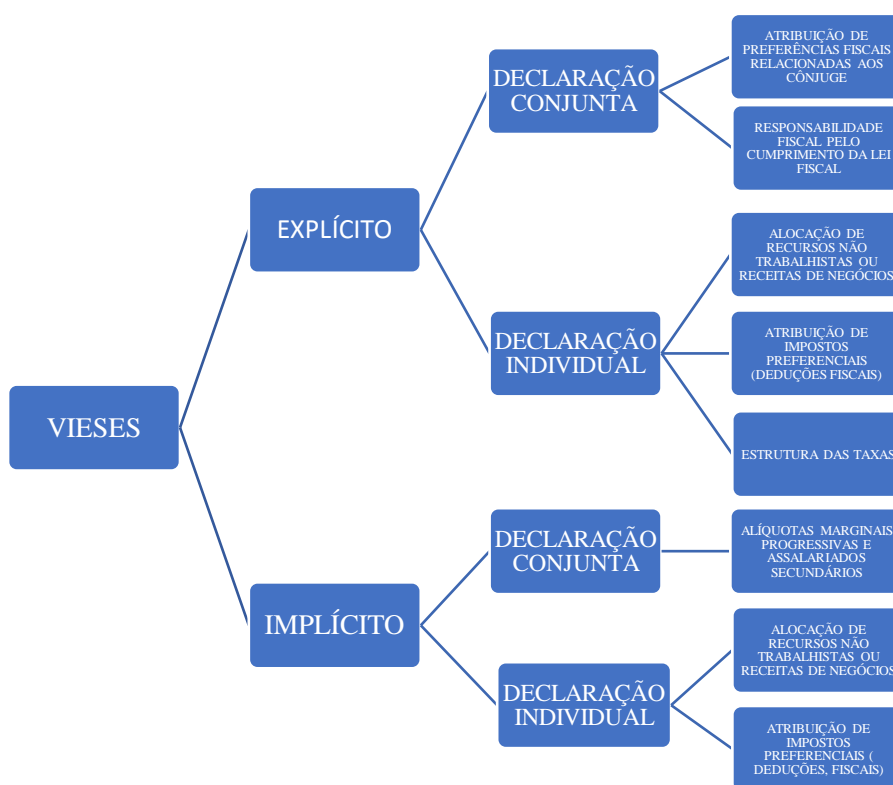 VIESES
EXPLÍCITO
DECLARAÇÃO
CONJUNTA
ATRIBUIÇÃO DE
PREFERÊNCIAS FISCAIS
RELACIONADAS AOS
CÔNJUGE
RESPONSABILIDADE
FISCAL PELO
CUMPRIMENTO DA LEI
FISCAL
DECLARAÇÃO
INDIVIDUAL
ALOCAÇÃO DE
RECURSOS NÃO
TRABALHISTAS OU
RECEITAS DE NEGÓCIOS
ATRIBUIÇÃO DE
IMPOSTOS
PREFERENCIAIS
(DEDUÇÕES FISCAIS)
ESTRUTURA DAS TAXAS
IMPLÍCITO
DECLARAÇÃO
CONJUNTA
ALÍQUOTAS MARGINAIS
PROGRESSIVAS E
ASSALARIADOS
SECUNDÁRIOS
DECLARAÇÃO
INDIVIDUAL
ALOCAÇÃO DE
RECURSOS NÃO
TRABALHISTAS OU
RECEITAS DE NEGÓCIOS
ATRIBUIÇÃO DE
IMPOSTOS
PREFERENCIAIS (
DEDUÇÕES, FISCAIS)